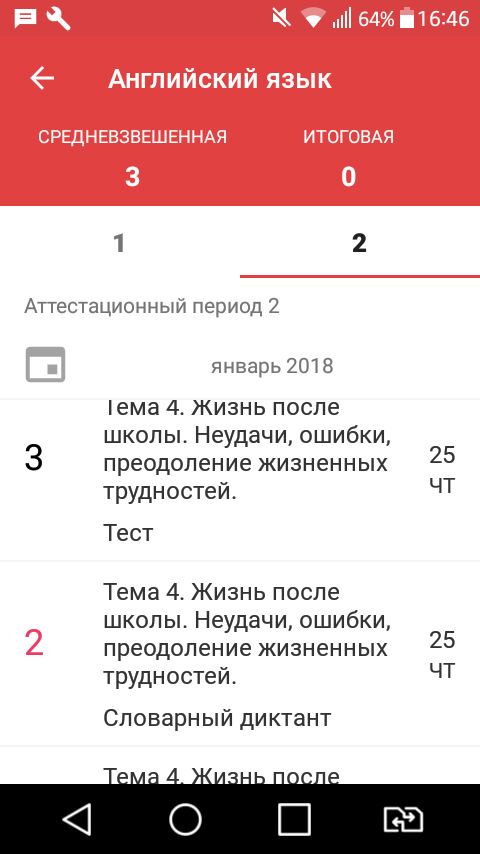 64% 16:46
Английский язык
СРЕДНЕВЗВЕШЕННАЯ ИТОГОВАЯ
3 0
1 2
Аттестационный период 2
январь 2018
Тема 4. Жизнь после
школы. Неудачи, ошибки,
преодоление жизненных
трудностей.
Тест
3
25
ЧТ
Тема 4. Жизнь после
школы. Неудачи, ошибки,
преодоление жизненных
трудностей.
Словарный диктант
2
25
ЧТ
Тема 4. Жизнь после